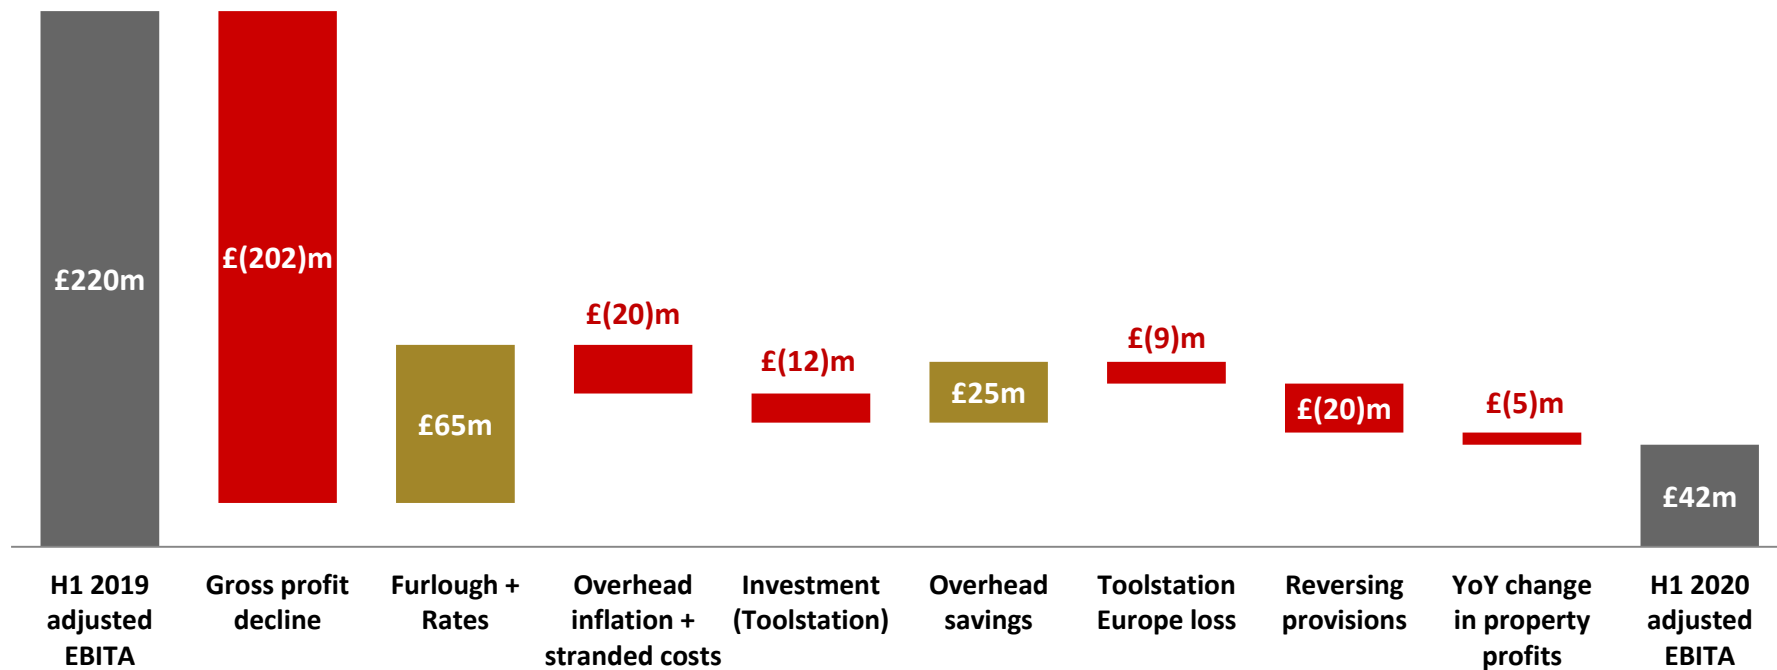 £220m
£(202)m
£65m
£(20)m
£(12)m
£25m
£(9)m
£(20)m
£(5)m
£42m
H1 2019
adjusted
EBITA
Gross profit
decline
Furlough +
Rates
Overhead
inflation +
stranded costs
Investment
(Toolstation)
Overhead
savings
Toolstation
Europe loss
Reversing
provisions
YoY change
in property
profits
H1 2020
adjusted
EBITA